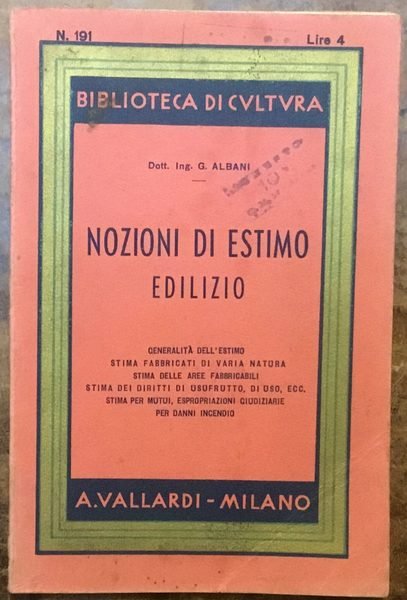 N. 191
Lire 4
BIBLIOTECA DI CVLTVRA
Dott. Ing. G. ALBANI
NOZIONI DI ESTIMO
EDILIZIO
GENERALITÀ DELL'ESTIMO
STIMA FABBRICATI DI VARIA NATURA
STIMA DELLE AREE FABBRICABILI
STIMA DEI DIRITTI DI USUFRUTTO, DI USO, ECC.
STIMA PER MUTUI, ESPROPRIAZIONI GIUDIZIARIE
PER DANNI INCENDIO
A. VALLARDI - MILANO